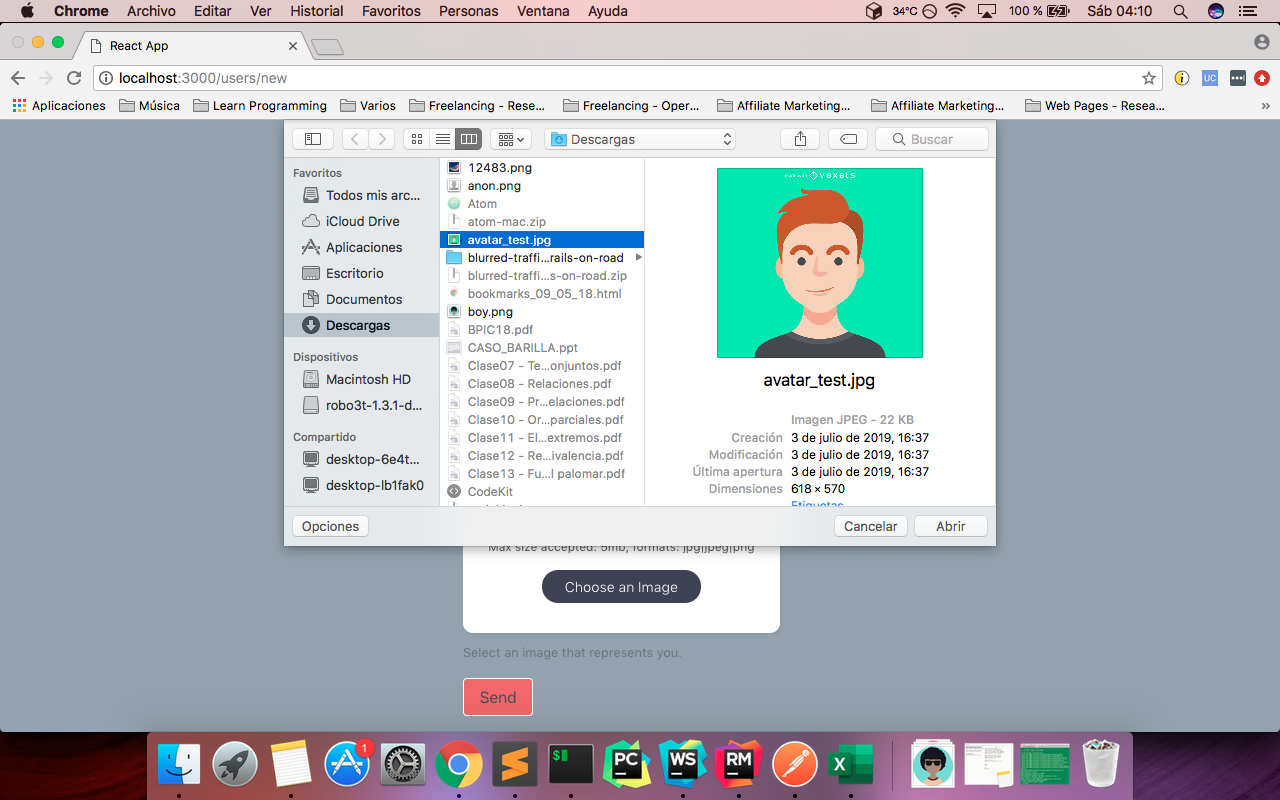 Chrome Archivo Editar Ver Historial Favoritos Personas Ventana Ayuda 34°C 100 % Sáb 04:10
React App
localhost:3000/users/new UC
Aplicaciones Música Learn Programming Varios Freelancing - Rese... Freelancing - Oper... Affiliate Marketing... Affiliate Marketing... Web Pages - Resea... »
Descargas Buscar
Favoritos
Todos mis arc...
iCloud Drive
Aplicaciones
Escritorio
Documentos
Descargas
Dispositivos
Macintosh HD
robo3t-1.3.1-d...
Compartido
desktop-6e4t...
desktop-lb1fak0
12483.png
anon.png
Atom
atom-mac.zip
avatar_test.jpg
blurred-traffi...rails-on-road
blurred-traffi...s-on-road.zip
bookmarks_09_05_18.html
boy.png
BPIC18.pdf
CASO_BARILLA.ppt
Clase07 - Te...onjuntos.pdf
Clase08 - Relaciones.pdf
Clase09 - Pr...elaciones.pdf
Clase10 - Or...parciales.pdf
Clase11 - El...extremos.pdf
Clase12 - Re...ivalencia.pdf
Clase13 - Fu...l palomar.pdf
CodeKit
vexels
avatar_test.jpg
Imagen JPEG - 22 KB
Creación 3 de julio de 2019, 16:37
Modificación 3 de julio de 2019, 16:37
Última apertura 3 de julio de 2019, 16:37
Dimensiones 618 × 570
Etiquetas
Opciones Cancelar Abrir
Max size accepted: 5mb, formats: jpg|jpeg|png
Choose an Image
Select an image that represents you.
Send
1
$
PC WS RM X